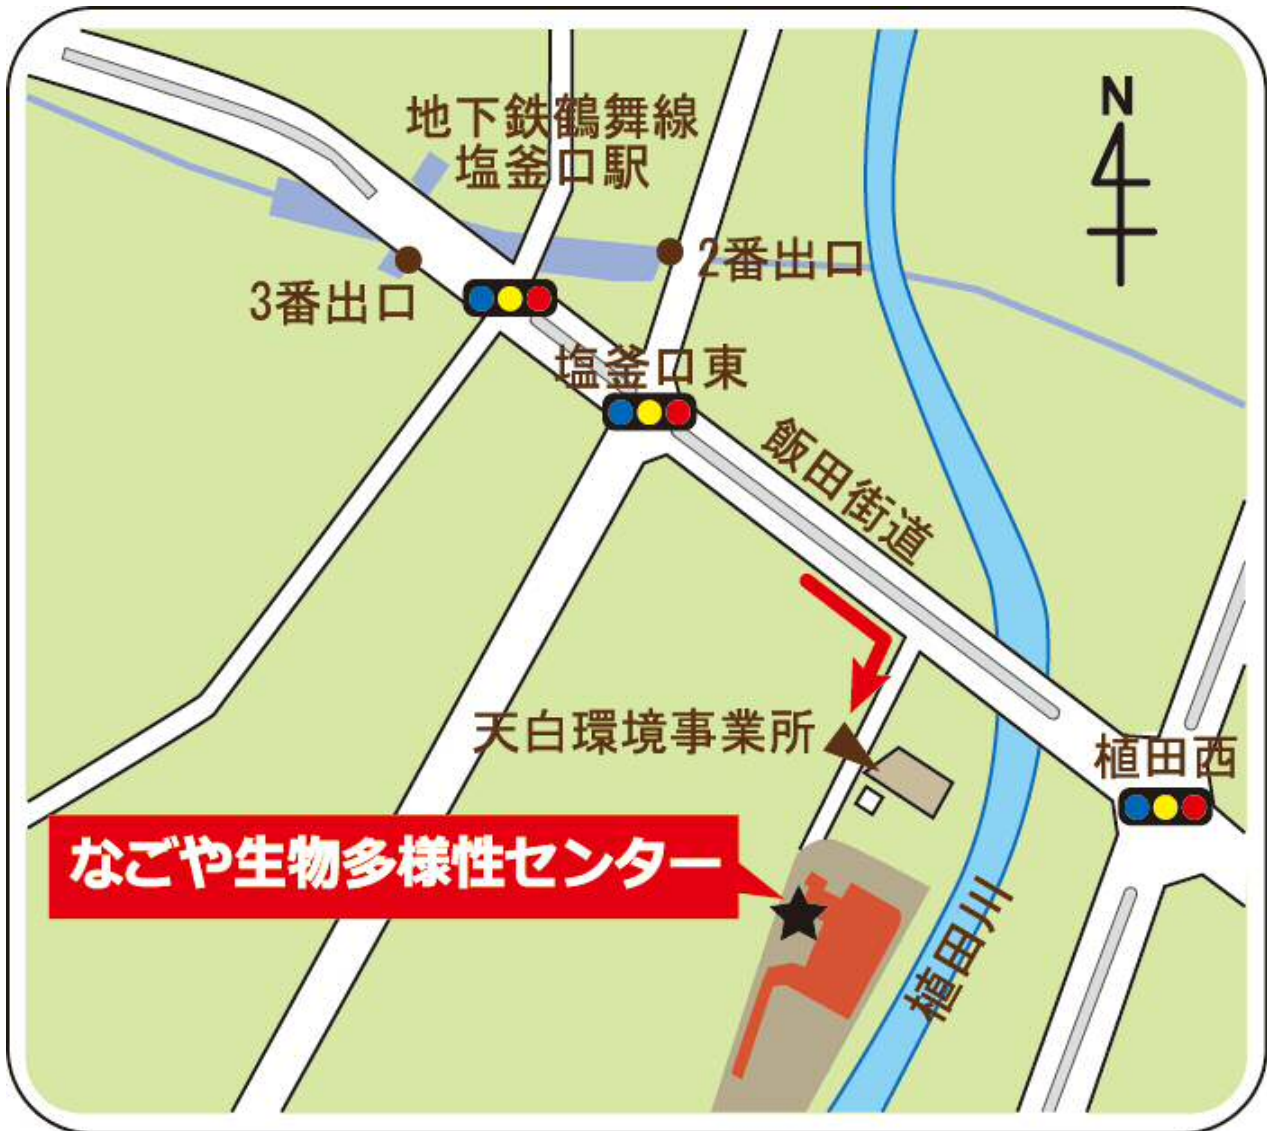 N
地下鉄鶴舞線
塩釜口駅
2番出口
3番出口
塩釜口東
飯田街道
天白環境事業所
植田西
なごや生物多様性センター
植田川